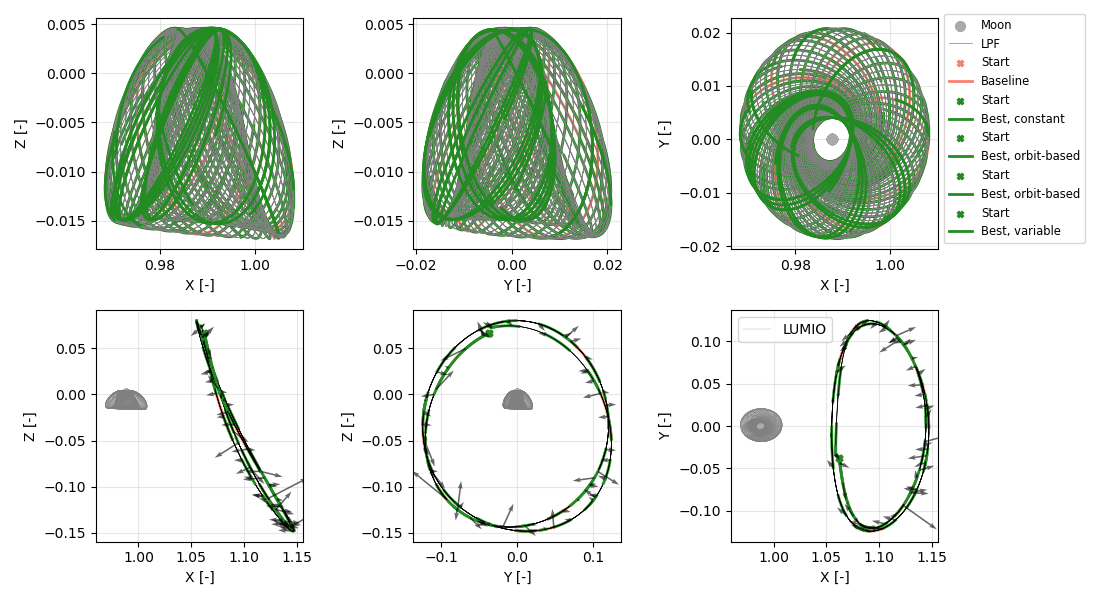 0.005
0.000
−0.005
−0.010
−0.015
Z [-]
0.98
1.00
X [-]
0.005
0.000
−0.005
−0.010
−0.015
Z [-]
−0.02
0.00
0.02
Y [-]
0.02
0.01
0.00
−0.01
−0.02
Y [-]
0.98
1.00
X [-]
Moon
LPF
Start
Baseline
Start
Best, constant
Start
Best, orbit-based
Start
Best, orbit-based
Start
Best, variable
0.05
0.00
−0.05
−0.10
−0.15
Z [-]
1.00
1.05
1.10
1.15
X [-]
0.05
0.00
−0.05
−0.10
−0.15
Z [-]
−0.1
0.0
0.1
Y [-]
LUMIO
0.10
0.05
0.00
−0.05
−0.10
Y [-]
1.00
1.05
1.10
1.15
X [-]